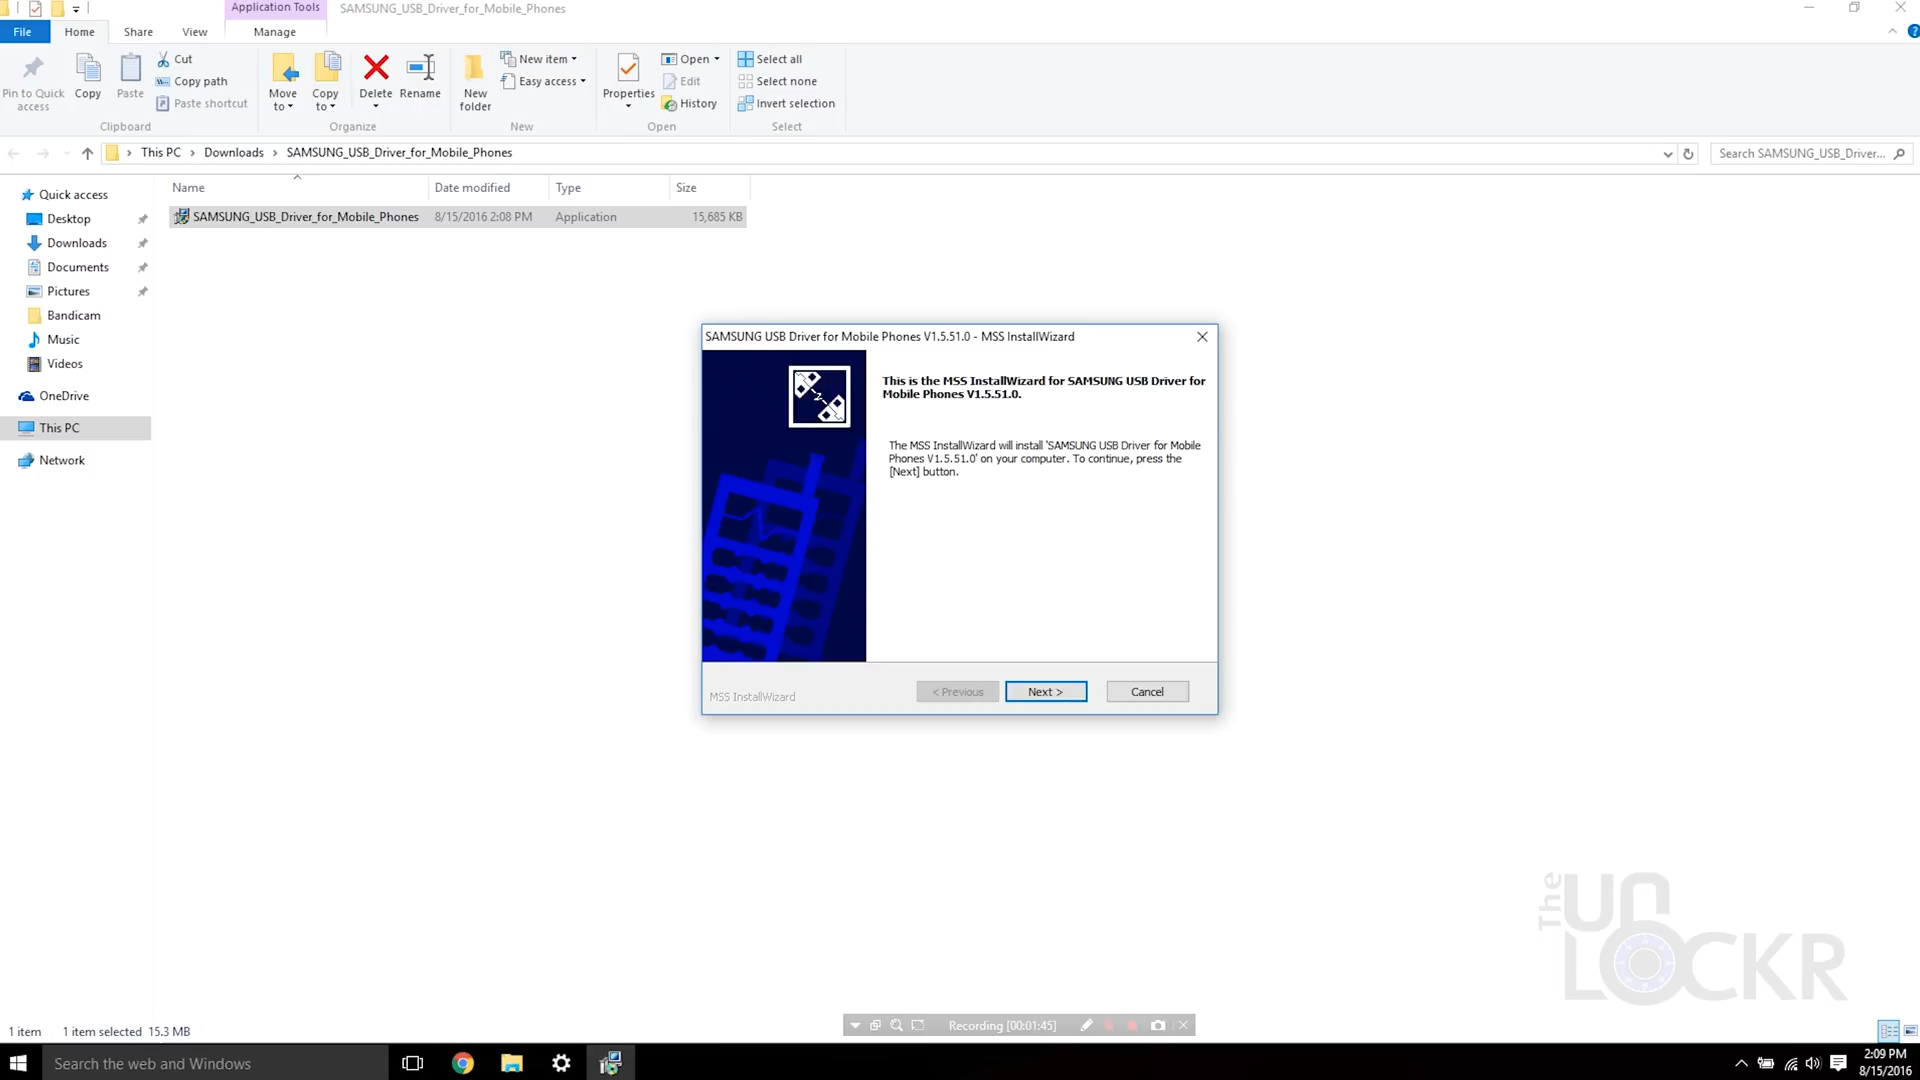 Application Tools
SAMSUNG_USB_Driver_for_Mobile_Phones
File
Home
Share
View
Manage
Pin to Quick access
Copy
Paste
Cut
Copy path
Paste shortcut
Clipboard
Move to
Copy to
Delete
Rename
Organize
New folder
New item
Easy access
New
Properties
Open
Edit
History
Open
Select all
Select none
Invert selection
Select
This PC
Downloads
SAMSUNG_USB_Driver_for_Mobile_Phones
Search SAMSUNG_USB_Driver...
Name
Date modified
Type
Size
SAMSUNG_USB_Driver_for_Mobile_Phones 8/15/2016 2:08 PM Application 15,685 KB
Quick access
Desktop
Downloads
Documents
Pictures
Bandicam
Music
Videos
OneDrive
This PC
Network
SAMSUNG USB Driver for Mobile Phones V1.5.51.0 - MSS InstallWizard
This is the MSS InstallWizard for SAMSUNG USB Driver for
Mobile Phones V1.5.51.0.
The MSS InstallWizard will install 'SAMSUNG USB Driver for Mobile
Phones V1.5.51.0' on your computer. To continue, press the
[Next] button.
MSS InstallWizard
< Previous
Next >
Cancel
The
UnLOCKR
1 item
1 item selected 15.3 MB
Recording [00:01:45]
Search the web and Windows
2:09 PM
8/15/2016